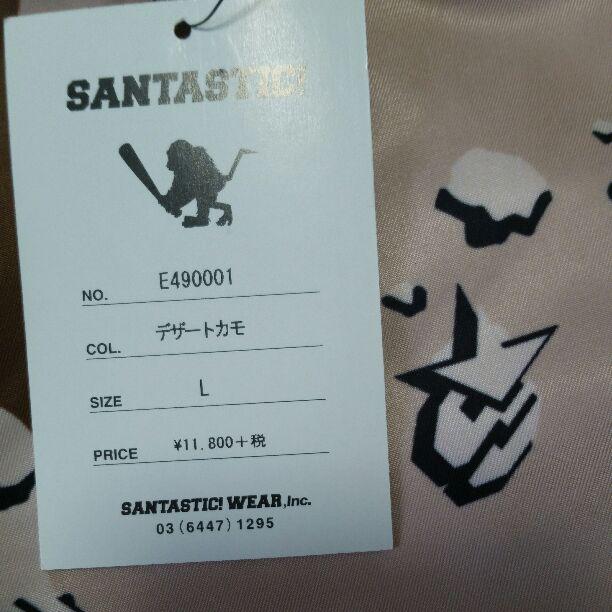 SANTASTIC!
NO. E490001
COL. デザートカモ
SIZE L
PRICE ¥11.800+税
SANTASTIC! WEAR,Inc.
03(6447)1295